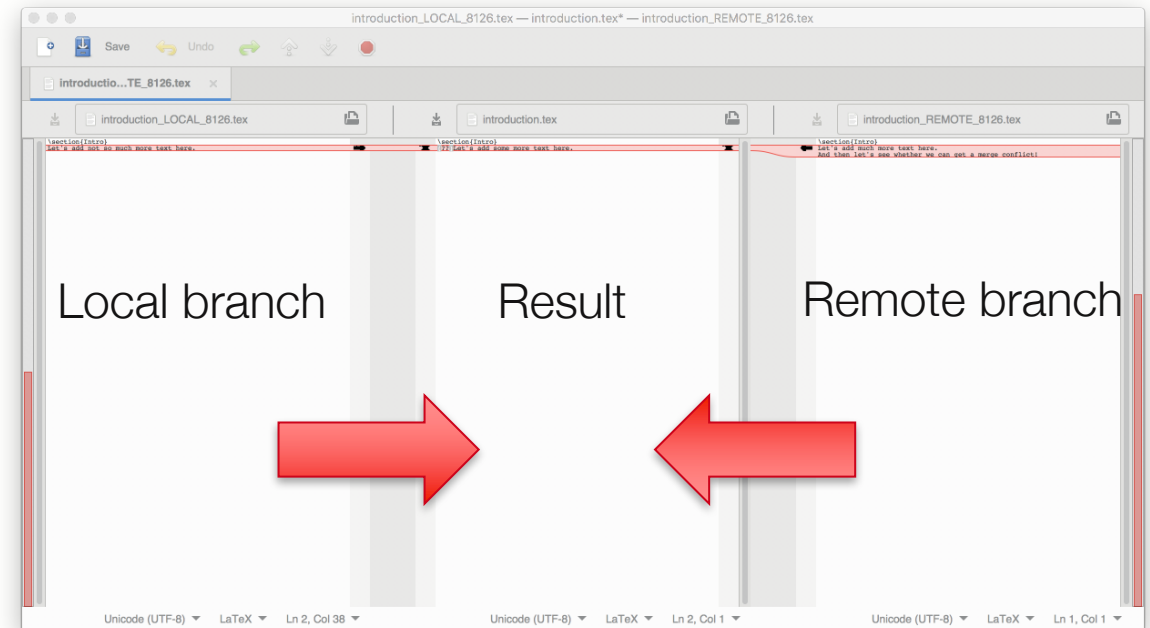 introduction_LOCAL_8126.tex — introduction.tex* — introduction_REMOTE_8126.tex
Save Undo
introductio...TE_8126.tex ×
introduction_LOCAL_8126.tex introduction.tex introduction_REMOTE_8126.tex
\section{Intro} \section{Intro} \section{Intro}
Let's add not so much more text here. (??) Let's add some more text here. Let's add much more text here.
And then let's see whether we can get a merge conflict!
Local branch Result Remote branch
Unicode (UTF-8) LaTeX Ln 2, Col 38 Unicode (UTF-8) LaTeX Ln 2, Col 1 Unicode (UTF-8) LaTeX Ln 1, Col 1